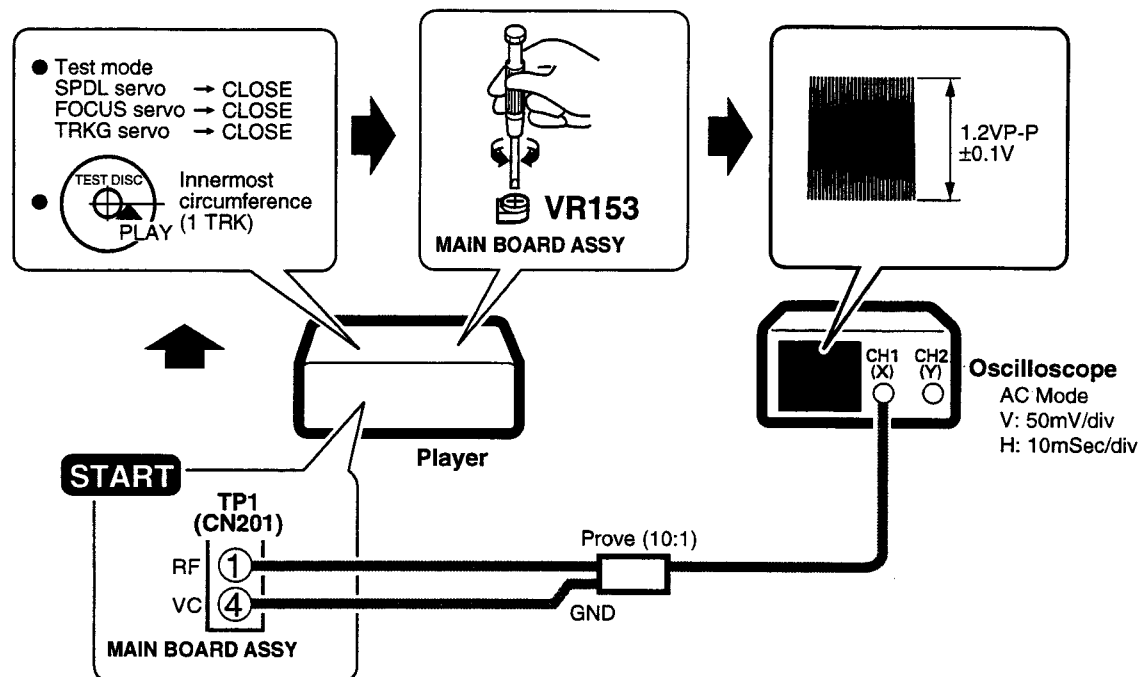 ● Test mode
SPDL servo → CLOSE
FOCUS servo → CLOSE
TRKG servo → CLOSE
●
TEST DISC
PLAY
Innermost
circumference
(1 TRK)
VR153
MAIN BOARD ASSY
1.2VP-P
±0.1V
CH1
(X)
CH2
(Y)
Oscilloscope
AC Mode
V: 50mV/div
H: 10mSec/div
Player
START
TP1
(CN201)
RF ①
VC ④
MAIN BOARD ASSY
Prove (10:1)
GND